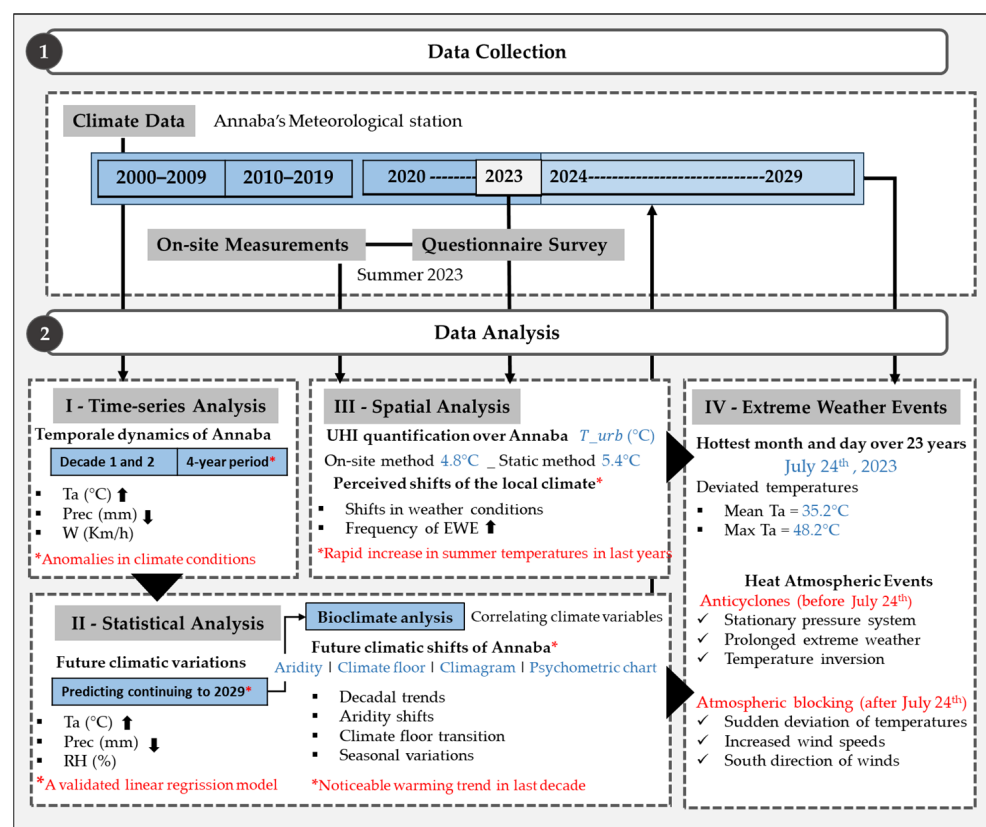 1
Data Collection
Climate Data
Annaba's Meteorological station
2000–2009
2010–2019
2020 --------
2023
2024----------------------------2029
On-site Measurements
Questionnaire Survey
Summer 2023
2
Data Analysis
I - Time-series Analysis
Temporale dynamics of Annaba
Decade 1 and 2
4-year period*
▪ Ta (°C) ⬆
▪ Prec (mm) ⬇
▪ W (Km/h)
*Anomalies in climate conditions
III - Spatial Analysis
UHI quantification over Annaba T_urb (°C)
On-site method 4.8°C _ Static method 5.4°C
Perceived shifts of the local climate*
▪ Shifts in weather conditions
▪ Frequency of EWE ⬆
*Rapid increase in summer temperatures in last years
II - Statistical Analysis
Future climatic variations
Predicting continuing to 2029*
▪ Ta (°C) ⬆
▪ Prec (mm) ⬇
▪ RH (%)
*A validated linear regrission model
Bioclimate anlysis
Correlating climate variables
Future climatic shifts of Annaba*
Aridity | Climate floor | Climagram | Psychometric chart
▪ Decadal trends
▪ Aridity shifts
▪ Climate floor transition
▪ Seasonal variations
*Noticeable warming trend in last decade
IV - Extreme Weather Events
Hottest month and day over 23 years
July 24th , 2023
Deviated temperatures
▪ Mean Ta = 35.2°C
▪ Max Ta = 48.2°C
Heat Atmospheric Events
Anticyclones (before July 24th)
✓ Stationary pressure system
✓ Prolonged extreme weather
✓ Temperature inversion
Atmospheric blocking (after July 24th)
✓ Sudden deviation of temperatures
✓ Increased wind speeds
✓ South direction of winds